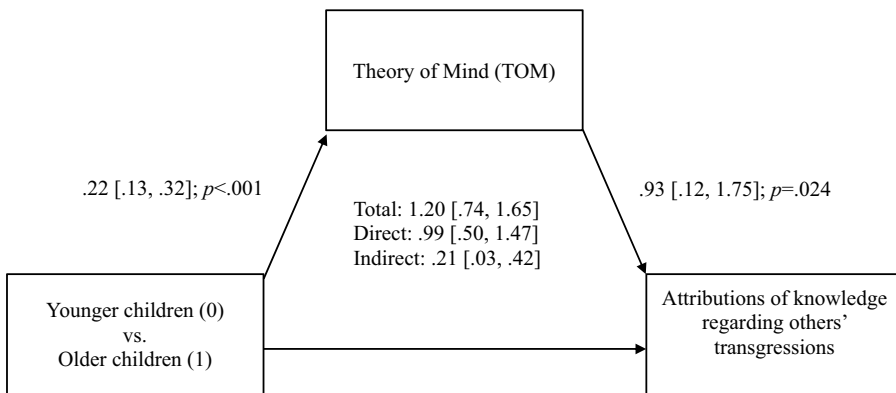 Theory of Mind (TOM)
.22 [.13, .32]; p<.001
.93 [.12, 1.75]; p=.024
Total: 1.20 [.74, 1.65]
Direct: .99 [.50, 1.47]
Indirect: .21 [.03, .42]
Younger children (0)
vs.
Older children (1)
Attributions of knowledge
regarding others’
transgressions